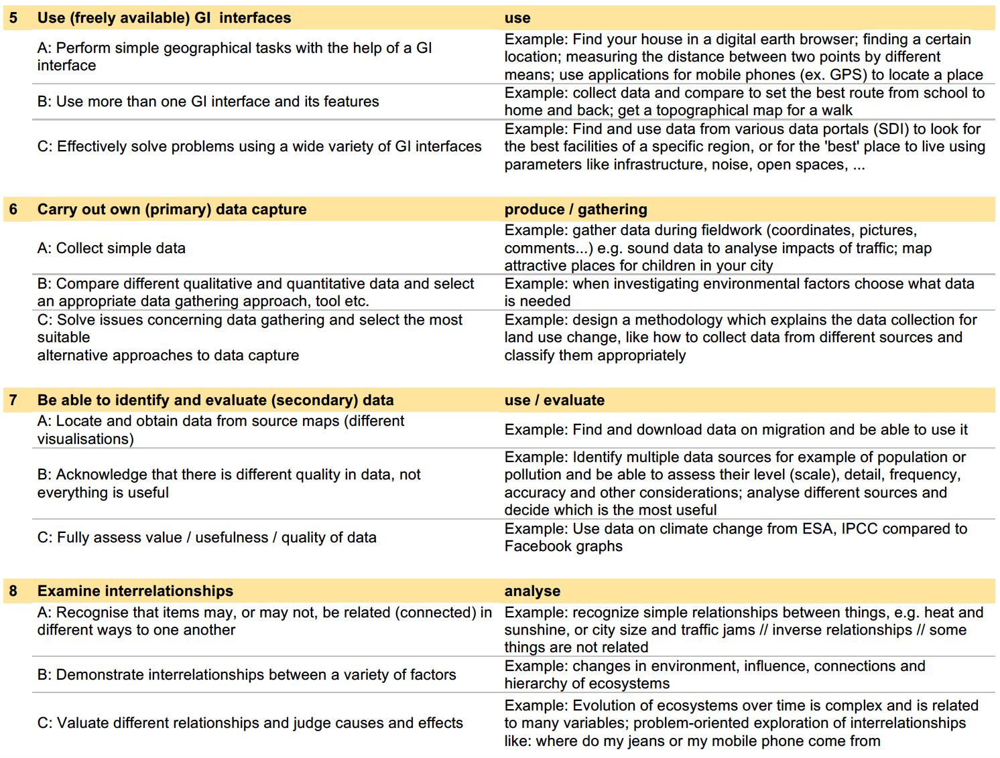 5 Use (freely available) GI interfaces use
A: Perform simple geographical tasks with the help of a GI
interface
Example: Find your house in a digital earth browser; finding a certain
location; measuring the distance between two points by different
means; use applications for mobile phones (ex. GPS) to locate a place
B: Use more than one GI interface and its features
Example: collect data and compare to set the best route from school to
home and back; get a topographical map for a walk
C: Effectively solve problems using a wide variety of GI interfaces
Example: Find and use data from various data portals (SDI) to look for
the best facilities of a specific region, or for the 'best' place to live using
parameters like infrastructure, noise, open spaces, ...
6 Carry out own (primary) data capture produce / gathering
A: Collect simple data
Example: gather data during fieldwork (coordinates, pictures,
comments...) e.g. sound data to analyse impacts of traffic; map
attractive places for children in your city
B: Compare different qualitative and quantitative data and select
an appropriate data gathering approach, tool etc.
Example: when investigating environmental factors choose what data
is needed
C: Solve issues concerning data gathering and select the most
suitable
alternative approaches to data capture
Example: design a methodology which explains the data collection for
land use change, like how to collect data from different sources and
classify them appropriately
7 Be able to identify and evaluate (secondary) data use / evaluate
A: Locate and obtain data from source maps (different
visualisations)
Example: Find and download data on migration and be able to use it
B: Acknowledge that there is different quality in data, not
everything is useful
Example: Identify multiple data sources for example of population or
pollution and be able to assess their level (scale), detail, frequency,
accuracy and other considerations; analyse different sources and
decide which is the most useful
C: Fully assess value / usefulness / quality of data
Example: Use data on climate change from ESA, IPCC compared to
Facebook graphs
8 Examine interrelationships analyse
A: Recognise that items may, or may not, be related (connected) in
different ways to one another
Example: recognize simple relationships between things, e.g. heat and
sunshine, or city size and traffic jams // inverse relationships // some
things are not related
B: Demonstrate interrelationships between a variety of factors
Example: changes in environment, influence, connections and
hierarchy of ecosystems
C: Valuate different relationships and judge causes and effects
Example: Evolution of ecosystems over time is complex and is related
to many variables; problem-oriented exploration of interrelationships
like: where do my jeans or my mobile phone come from